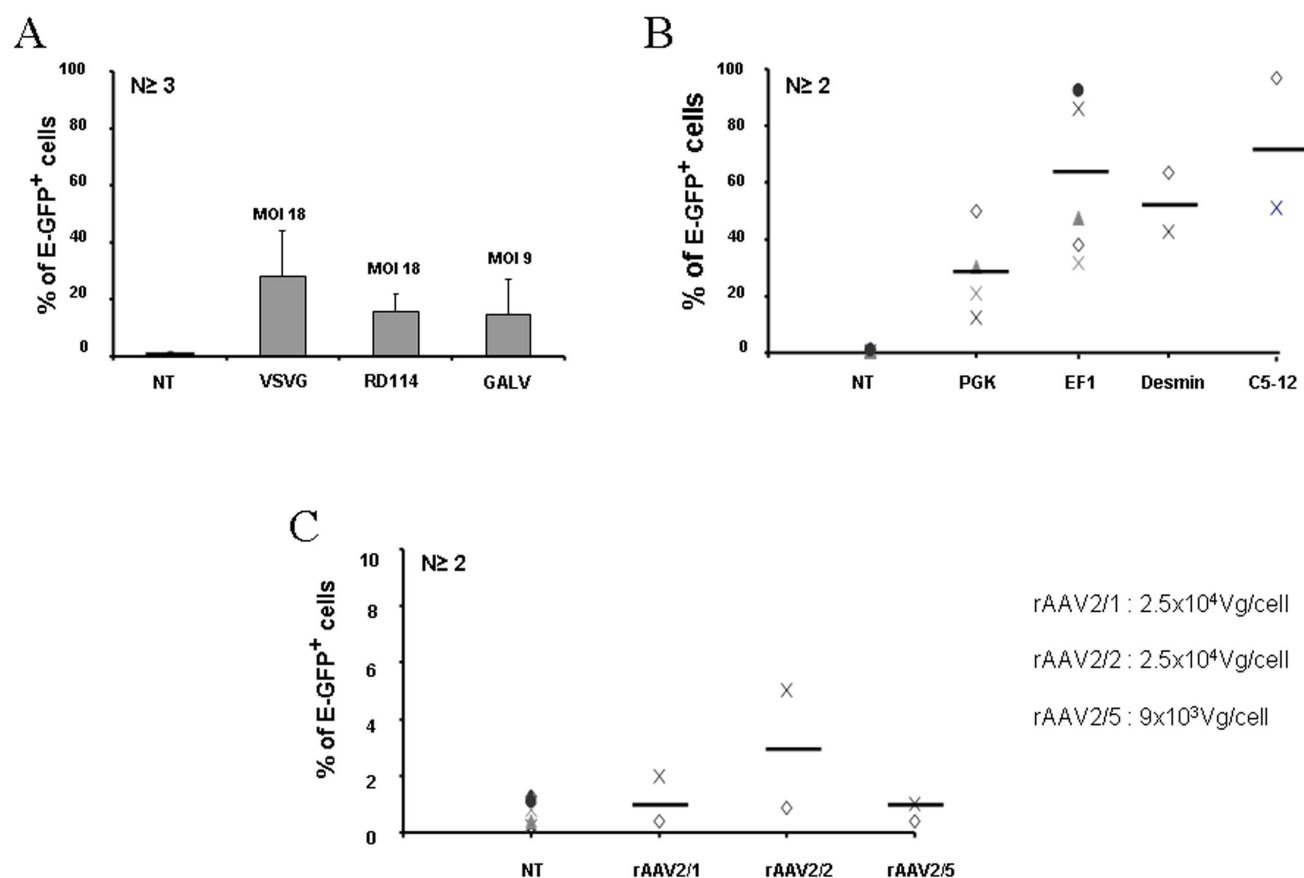 A
% of E-GFP+ cells
100
80
60
40
20
0
N≥ 3
MOI 18
MOI 18
MOI 9
NT VSVG RD114 GALV
B
% of E-GFP+ cells
100
80
60
40
20
0
N≥ 2
NT PGK EF1 Desmin C5-12
C
% of E-GFP+ cells
10
8
6
4
2
0
N≥ 2
NT rAAV2/1 rAAV2/2 rAAV2/5
rAAV2/1 : 2.5x10⁴Vg/cell
rAAV2/2 : 2.5x10⁴Vg/cell
rAAV2/5 : 9x10³Vg/cell